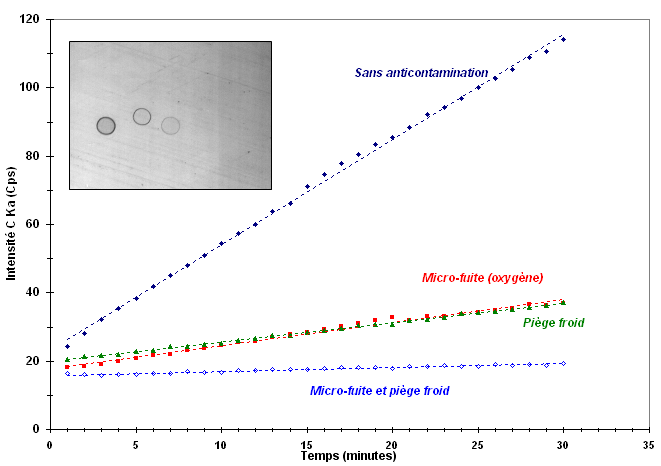 120
100
80
60
40
20
0
Intensité C Ka (Cps)
Sans anticontamination
Micro-fuite (oxygène)
Piège froid
Micro-fuite et piège froid
0 5 10 15 20 25 30 35
Temps (minutes)